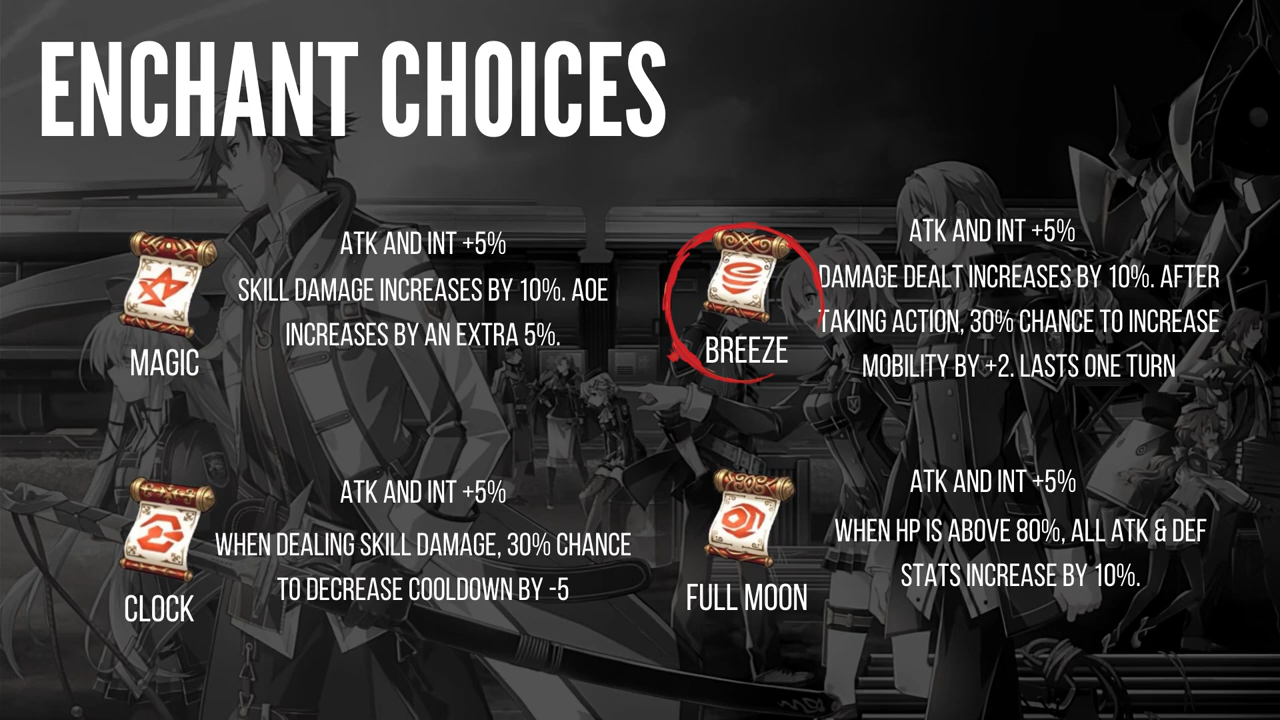 ENCHANT CHOICES
ATK AND INT +5%
SKILL DAMAGE INCREASES BY 10%. AOE
INCREASES BY AN EXTRA 5%.
MAGIC
ATK AND INT +5%
DAMAGE DEALT INCREASES BY 10%. AFTER
TAKING ACTION, 30% CHANCE TO INCREASE
MOBILITY BY +2. LASTS ONE TURN
BREEZE
ATK AND INT +5%
WHEN DEALING SKILL DAMAGE, 30% CHANCE
TO DECREASE COOLDOWN BY -5
CLOCK
ATK AND INT +5%
WHEN HP IS ABOVE 80%, ALL ATK & DEF
STATS INCREASE BY 10%.
FULL MOON